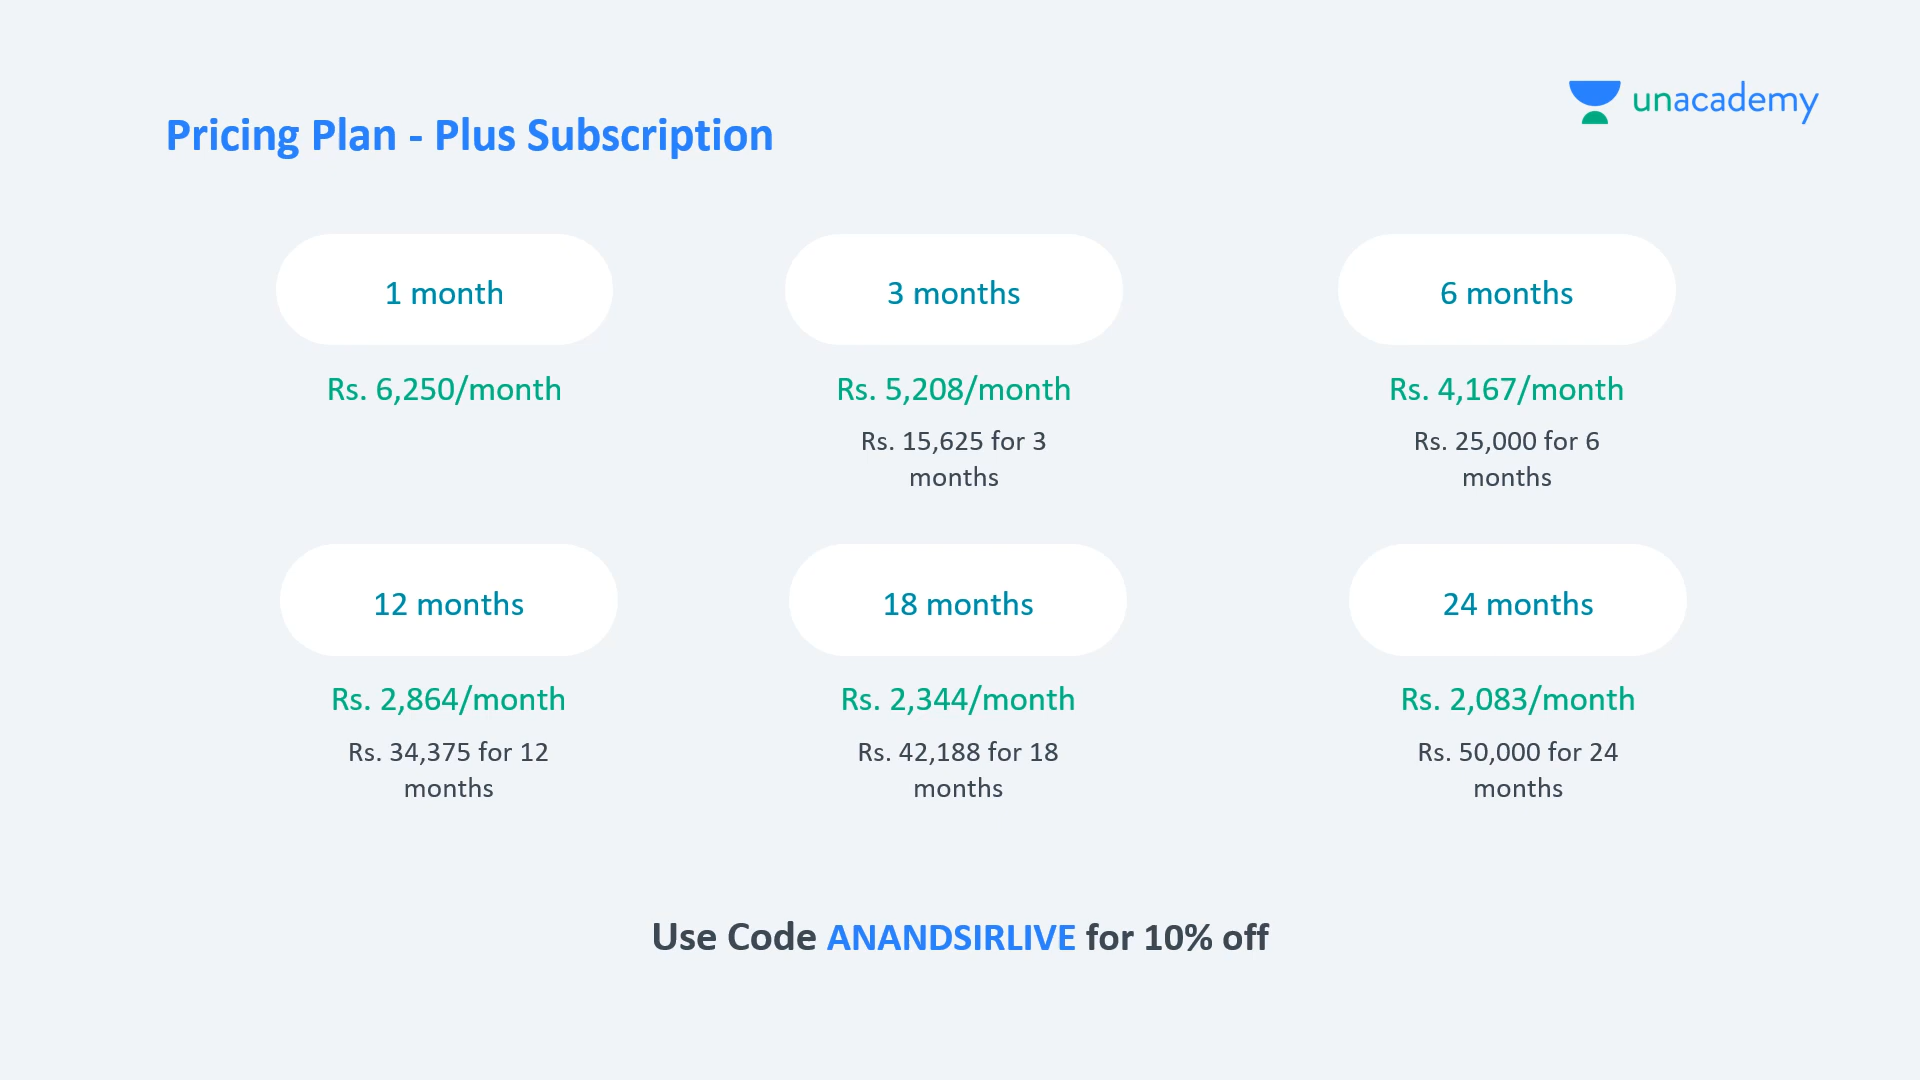 unacademy
Pricing Plan - Plus Subscription
1 month
3 months
6 months
Rs. 6,250/month
Rs. 5,208/month
Rs. 4,167/month
Rs. 15,625 for 3
months
Rs. 25,000 for 6
months
12 months
18 months
24 months
Rs. 2,864/month
Rs. 2,344/month
Rs. 2,083/month
Rs. 34,375 for 12
months
Rs. 42,188 for 18
months
Rs. 50,000 for 24
months
Use Code ANANDSIRLIVE for 10% off